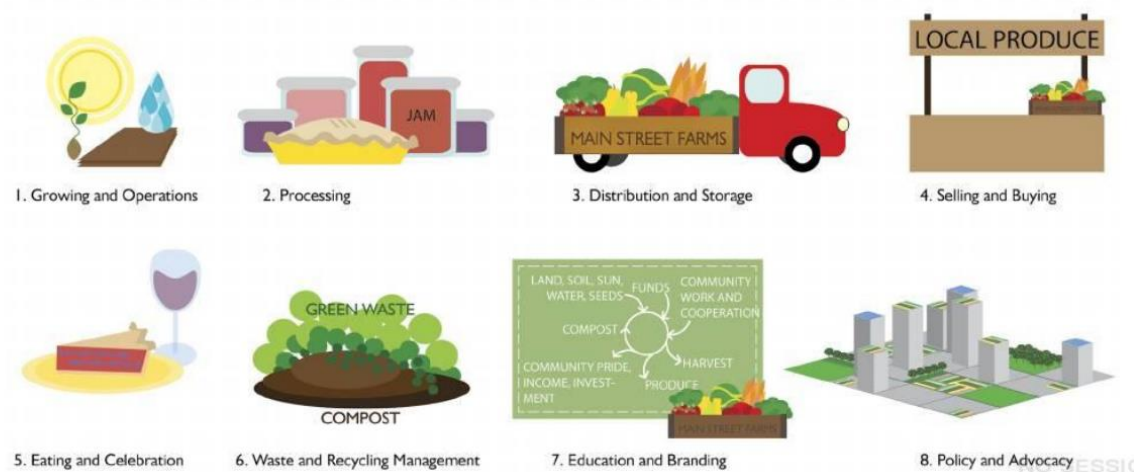 LOCAL PRODUCE
JAM
MAIN STREET FARMS
1. Growing and Operations
2. Processing
3. Distribution and Storage
4. Selling and Buying
GREEN WASTE
COMPOST
LAND, SOIL, SUN,
WATER, SEEDS
FUNDS
COMMUNITY
WORK AND
COOPERATION
COMPOST
HARVEST
COMMUNITY PRIDE,
INCOME, INVEST-
MENT
PRODUCE
MAIN STREET FARMS
5. Eating and Celebration
6. Waste and Recycling Management
7. Education and Branding
8. Policy and Advocacy